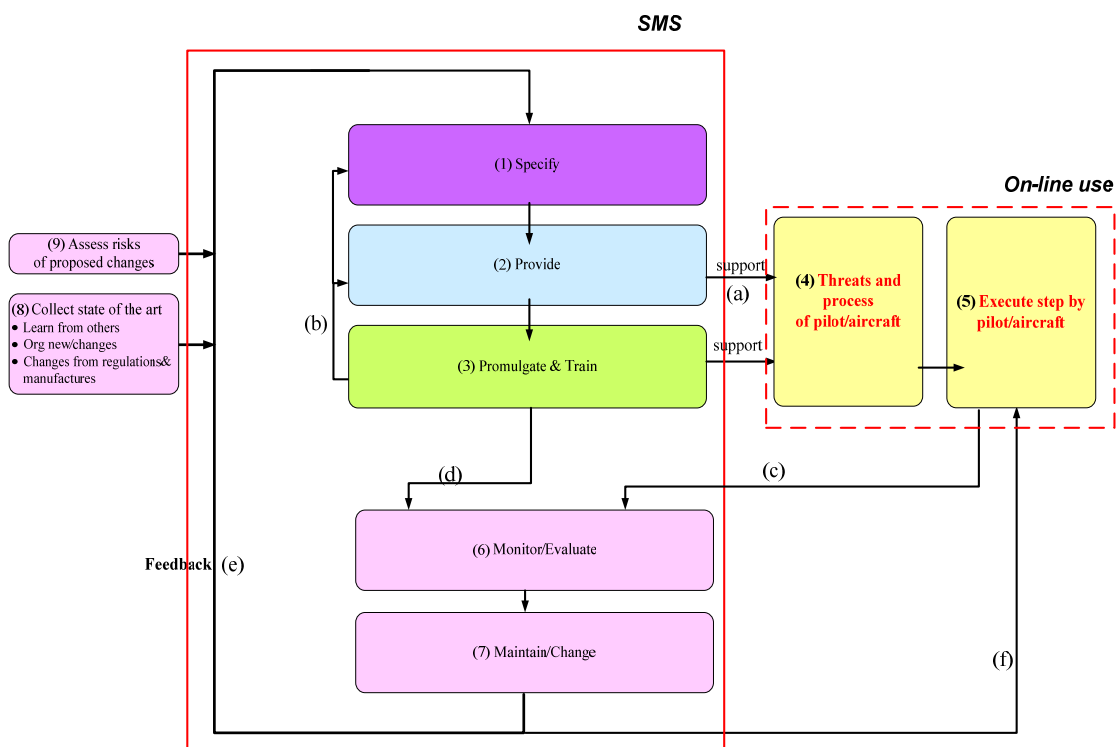 SMS
(1) Specify
On-line use
(9) Assess risks
of proposed changes
(2) Provide
support
(a)
(4) Threats and
process
of pilot/aircraft
(5) Execute step by
pilot/aircraft
(8) Collect state of the art
• Learn from others
• Org new/changes
• Changes from regulations&
manufactures
(b)
support
(3) Promulgate & Train
(d)
(c)
(6) Monitor/Evaluate
Feedback (e)
(7) Maintain/Change
(f)